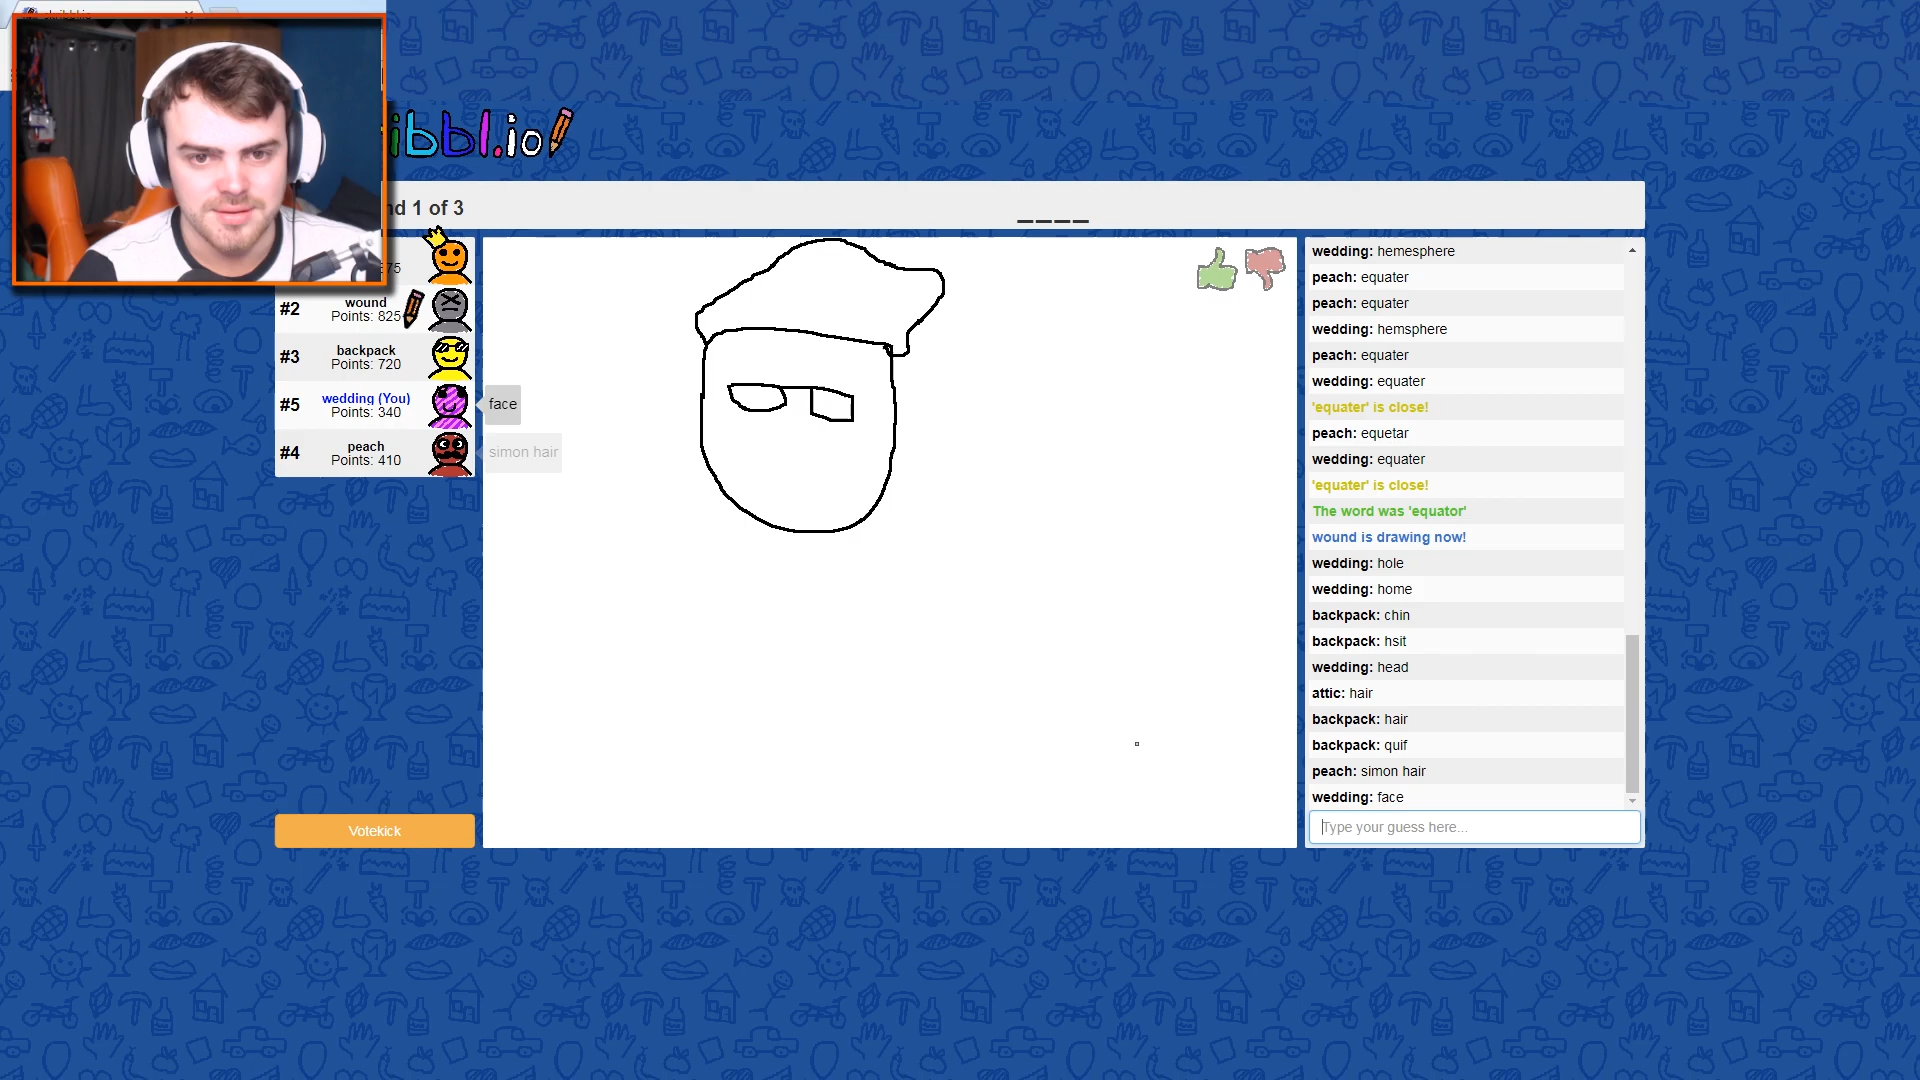 ibbl.io
nd 1 of 3
____
75
#2
wound
Points: 825
#3
backpack
Points: 720
#5
wedding (You)
Points: 340
face
#4
peach
Points: 410
simon hair
Votekick
wedding: hemesphere
peach: equater
peach: equater
wedding: hemsphere
peach: equater
wedding: equater
'equater' is close!
peach: equetar
wedding: equater
'equater' is close!
The word was 'equator'
wound is drawing now!
wedding: hole
wedding: home
backpack: chin
backpack: hsit
wedding: head
attic: hair
backpack: hair
backpack: quif
peach: simon hair
wedding: face
Type your guess here...